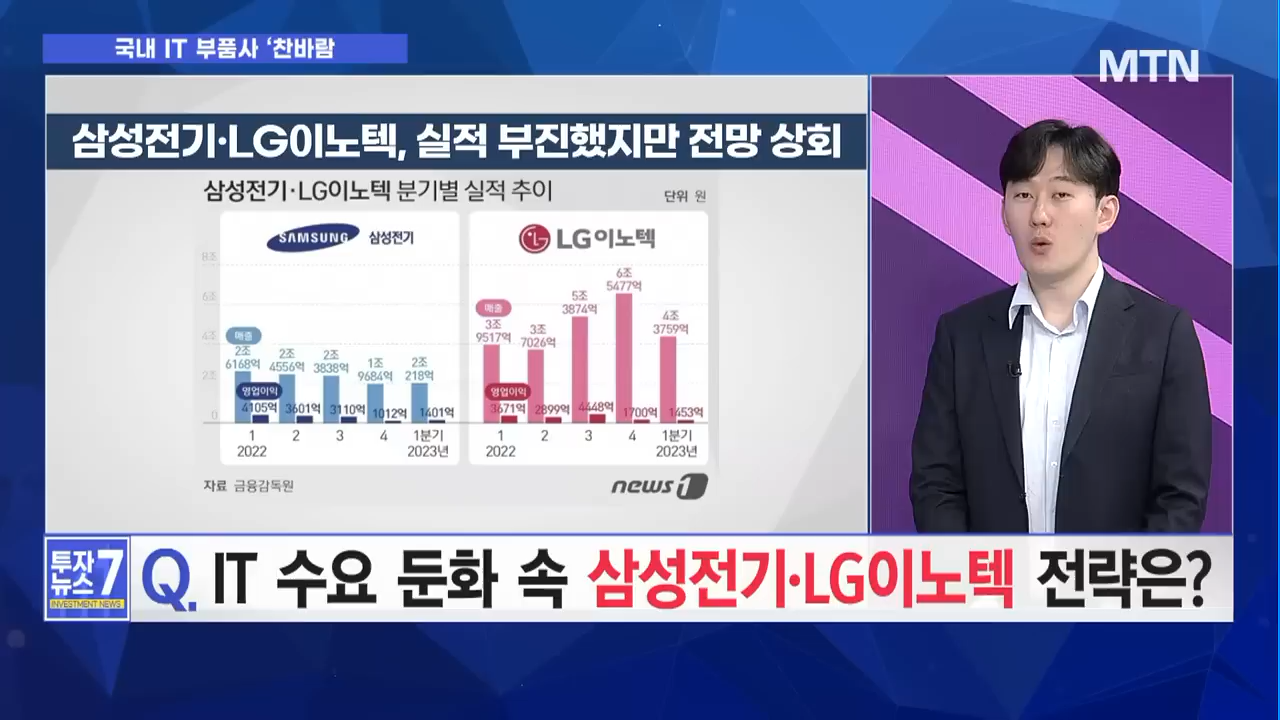 국내 IT 부품사 ‘찬바람
MTN
삼성전기·LG이노텍, 실적 부진했지만 전망 상회
삼성전기·LG이노텍 분기별 실적 추이
단위 원
SAMSUNG 삼성전기
8조
6조
4조
2조
0
매출
2조
6168억
2조
4556억
2조
3838억
1조
9684억
2조
218억
영업이익
4105억
3601억
3110억
1012억
1401억
1
2
3
4
1분기
2022
2023년
LG이노텍
매출
3조
9517억
3조
7026억
5조
3874억
6조
5477억
4조
3759억
영업이익
3671억
2899억
4448억
1700억
1453억
1
2
3
4
1분기
2022
2023년
자료 금융감독원
news1
투자
뉴스7
INVESTMENT NEWS
Q. IT 수요 둔화 속 삼성전기·LG이노텍 전략은?